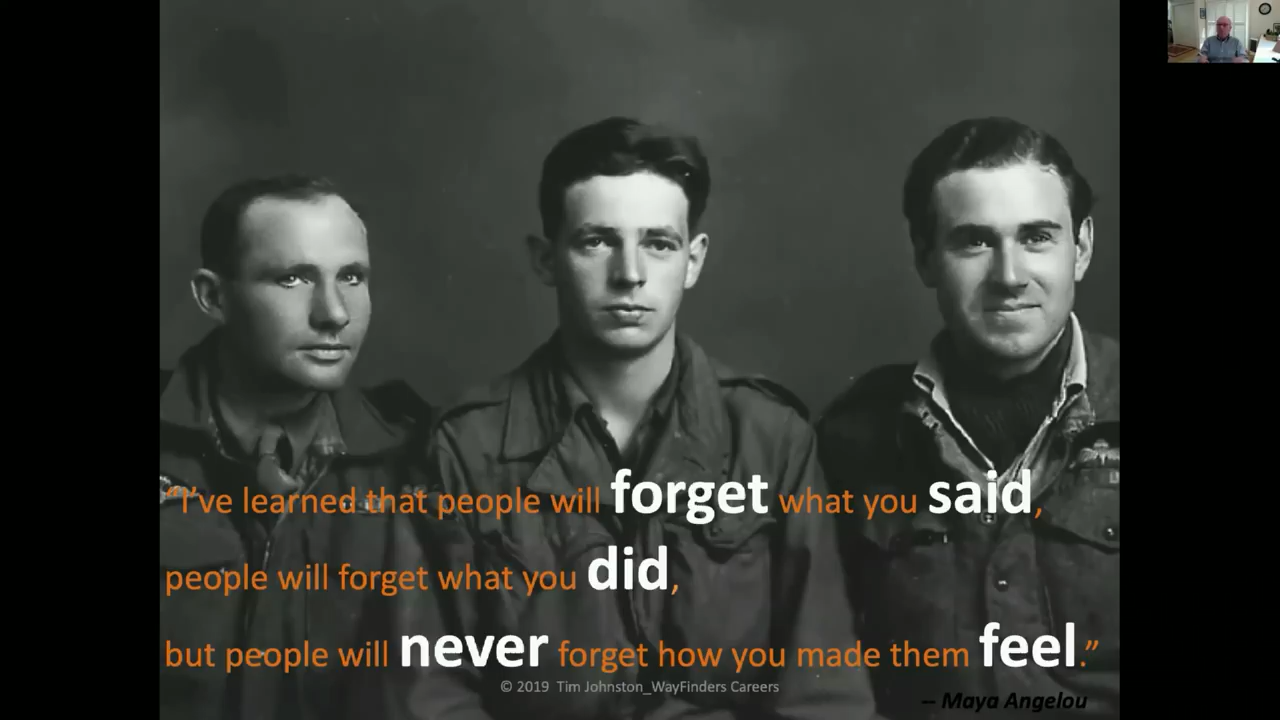 “I’ve learned that people will forget what you said,
people will forget what you did,
but people will never forget how you made them feel.”
© 2019 Tim Johnston_WayFinders Careers
-- Maya Angelou